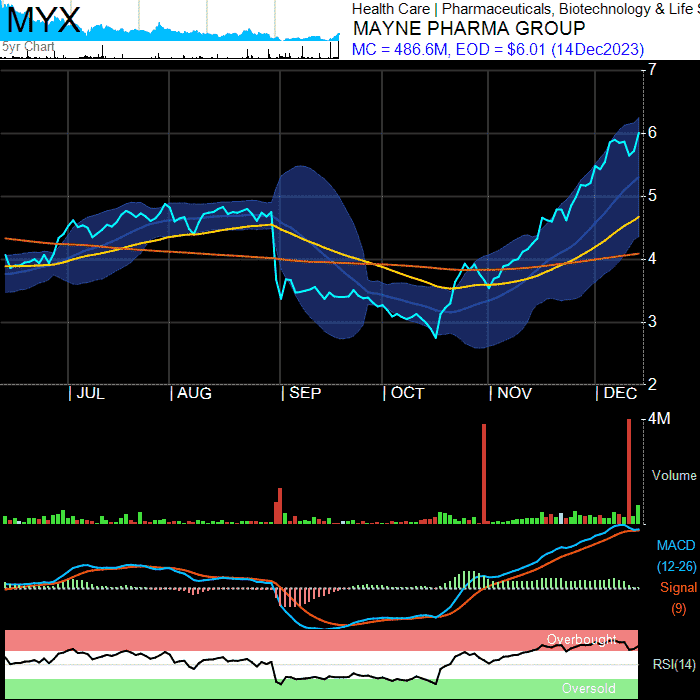 MYX
5yr Chart
Health Care | Pharmaceuticals, Biotechnology & Life S
MAYNE PHARMA GROUP
MC = 486.6M, EOD = $6.01 (14Dec2023)
7
6
5
4
3
2
| JUL | AUG | SEP | OCT | NOV | DEC
4M
Volume
MACD
(12-26)
Signal
(9)
Overbought
RSI(14)
Oversold